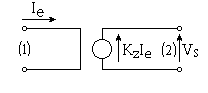 Ie
(1) KzIe (2) Vs